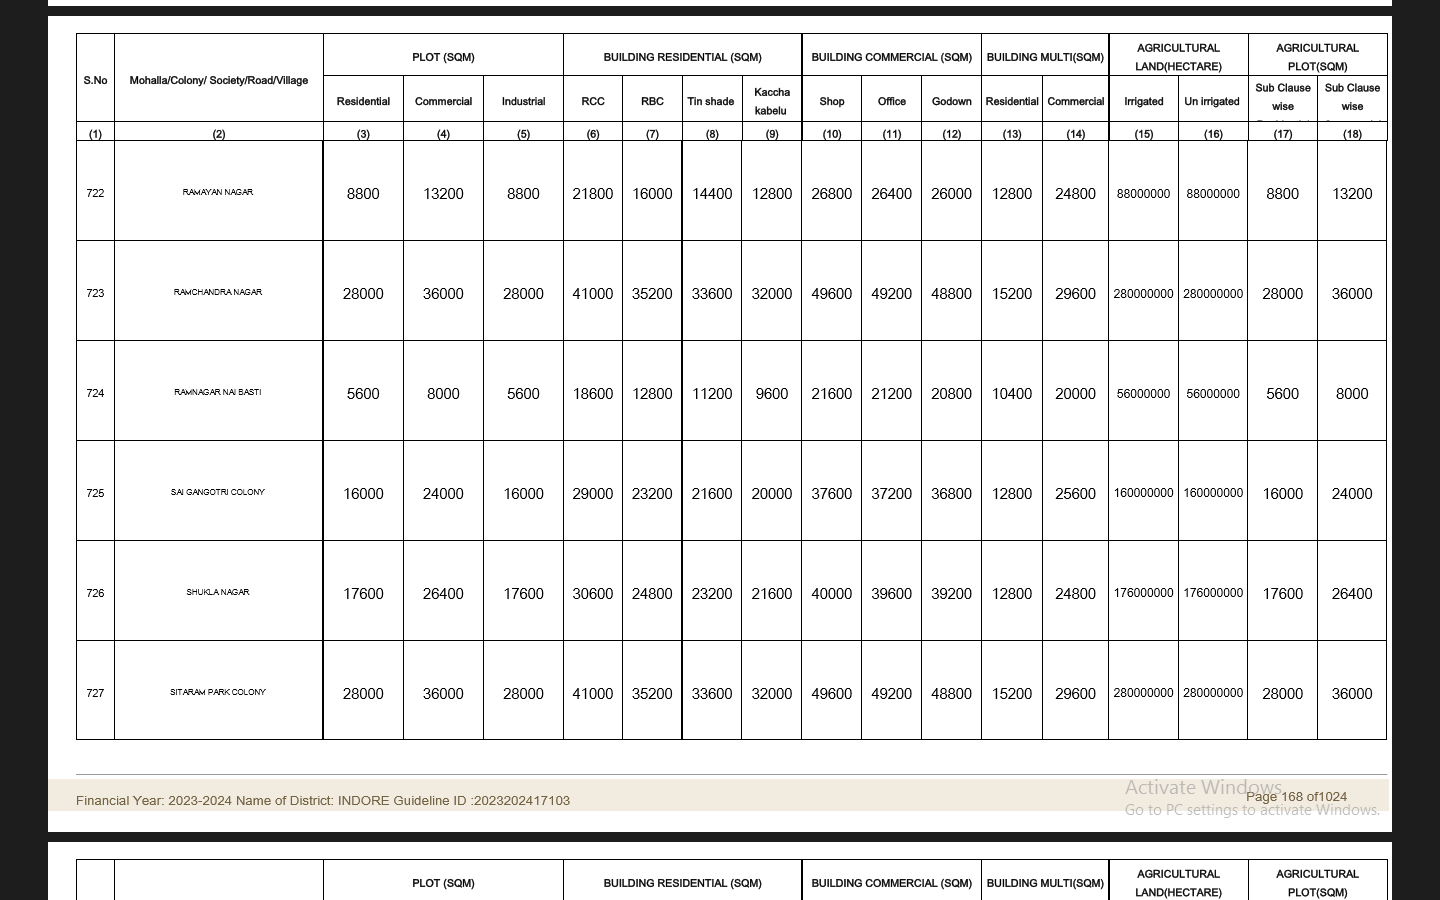 S.No Mohalla/Colony/ Society/Road/Village PLOT (SQM) BUILDING RESIDENTIAL (SQM) BUILDING COMMERCIAL (SQM) BUILDING MULTI(SQM) AGRICULTURAL LAND(HECTARE) AGRICULTURAL PLOT(SQM)
Residential Commercial Industrial RCC RBC Tin shade Kaccha kabelu Shop Office Godown Residential Commercial Irrigated Un irrigated Sub Clause wise Sub Clause wise
(1) (2) (3) (4) (5) (6) (7) (8) (9) (10) (11) (12) (13) (14) (15) (16) (17) (18)
722 RAMAYAN NAGAR 8800 13200 8800 21800 16000 14400 12800 26800 26400 26000 12800 24800 88000000 88000000 8800 13200
723 RAMCHANDRA NAGAR 28000 36000 28000 41000 35200 33600 32000 49600 49200 48800 15200 29600 280000000 280000000 28000 36000
724 RAMNAGAR NAI BASTI 5600 8000 5600 18600 12800 11200 9600 21600 21200 20800 10400 20000 56000000 56000000 5600 8000
725 SAI GANGOTRI COLONY 16000 24000 16000 29000 23200 21600 20000 37600 37200 36800 12800 25600 160000000 160000000 16000 24000
726 SHUKLA NAGAR 17600 26400 17600 30600 24800 23200 21600 40000 39600 39200 12800 24800 176000000 176000000 17600 26400
727 SITARAM PARK COLONY 28000 36000 28000 41000 35200 33600 32000 49600 49200 48800 15200 29600 280000000 280000000 28000 36000
Financial Year: 2023-2024 Name of District: INDORE Guideline ID :2023202417103
Page 168 of1024
Activate Windows
Go to PC settings to activate Windows.
PLOT (SQM) BUILDING RESIDENTIAL (SQM) BUILDING COMMERCIAL (SQM) BUILDING MULTI(SQM) AGRICULTURAL LAND(HECTARE) AGRICULTURAL PLOT(SQM)